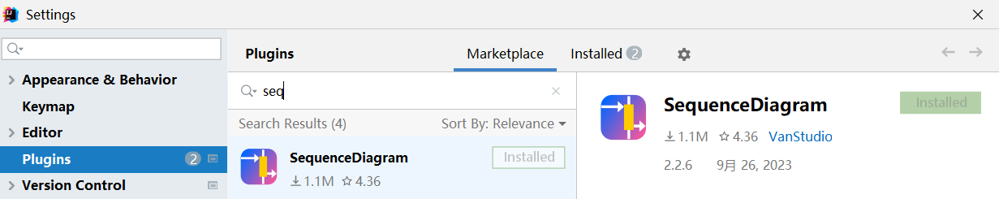 Settings
Plugins Marketplace Installed 2
Appearance & Behavior
Keymap
Editor
Plugins 2
Version Control
seq
Search Results (4) Sort By: Relevance
SequenceDiagram Installed
1.1M 4.36
SequenceDiagram Installed
1.1M 4.36 VanStudio
2.2.6 9月 26, 2023